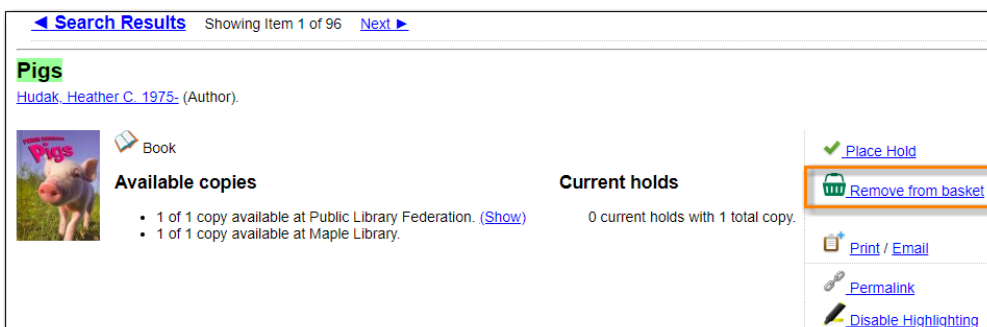 ◄ Search Results Showing Item 1 of 96 Next ►
Pigs
Hudak, Heather C. 1975- (Author).
Pigs
Book
Available copies
• 1 of 1 copy available at Public Library Federation. (Show)
• 1 of 1 copy available at Maple Library.
Current holds
0 current holds with 1 total copy.
Place Hold
Remove from basket
Print / Email
Permalink
Disable Highlighting